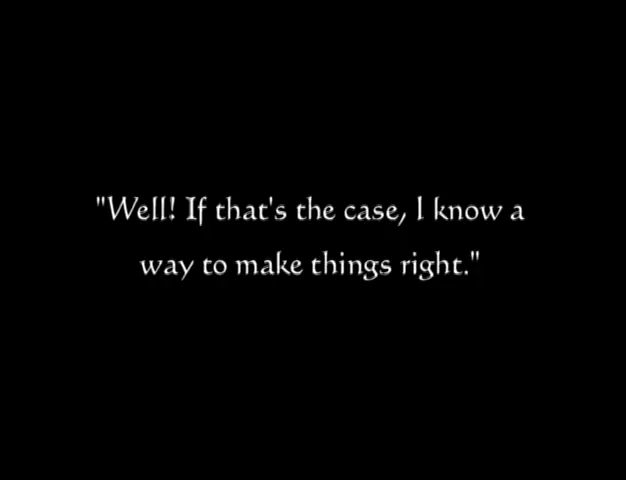 "Well! If that's the case, I know a
way to make things right."